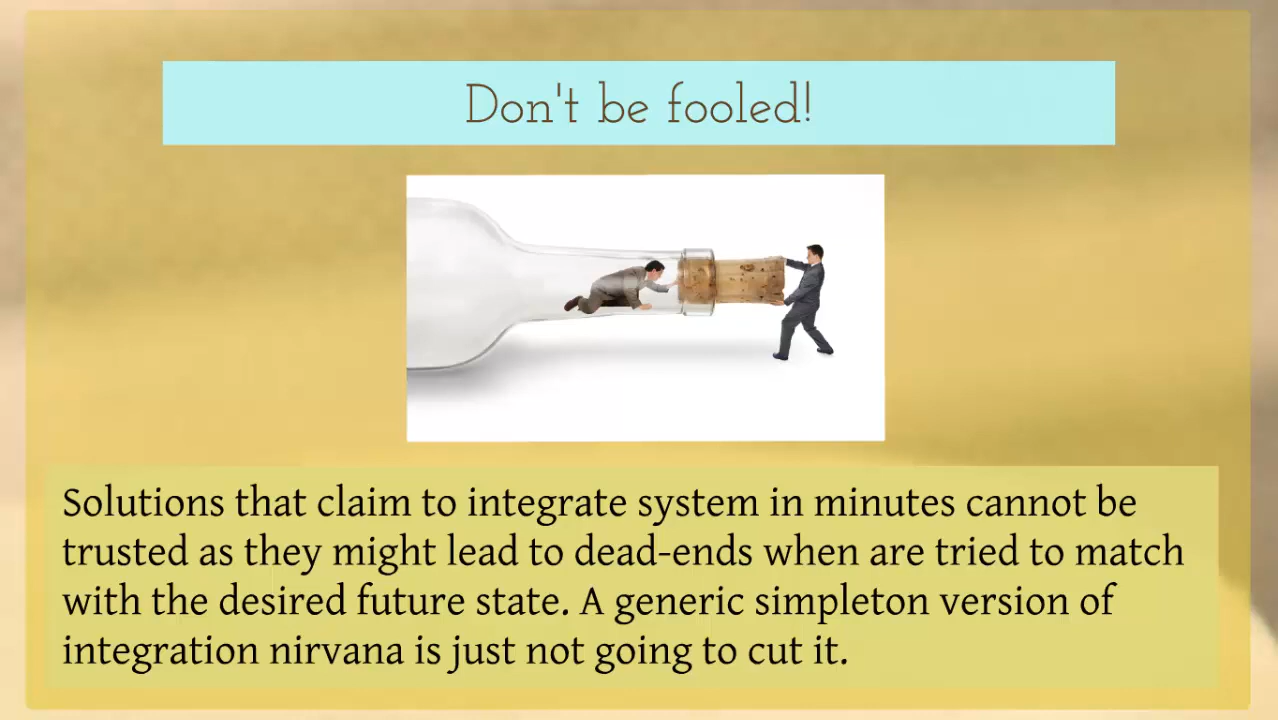 Don't be fooled!
Solutions that claim to integrate system in minutes cannot be
trusted as they might lead to dead-ends when are tried to match
with the desired future state. A generic simpleton version of
integration nirvana is just not going to cut it.